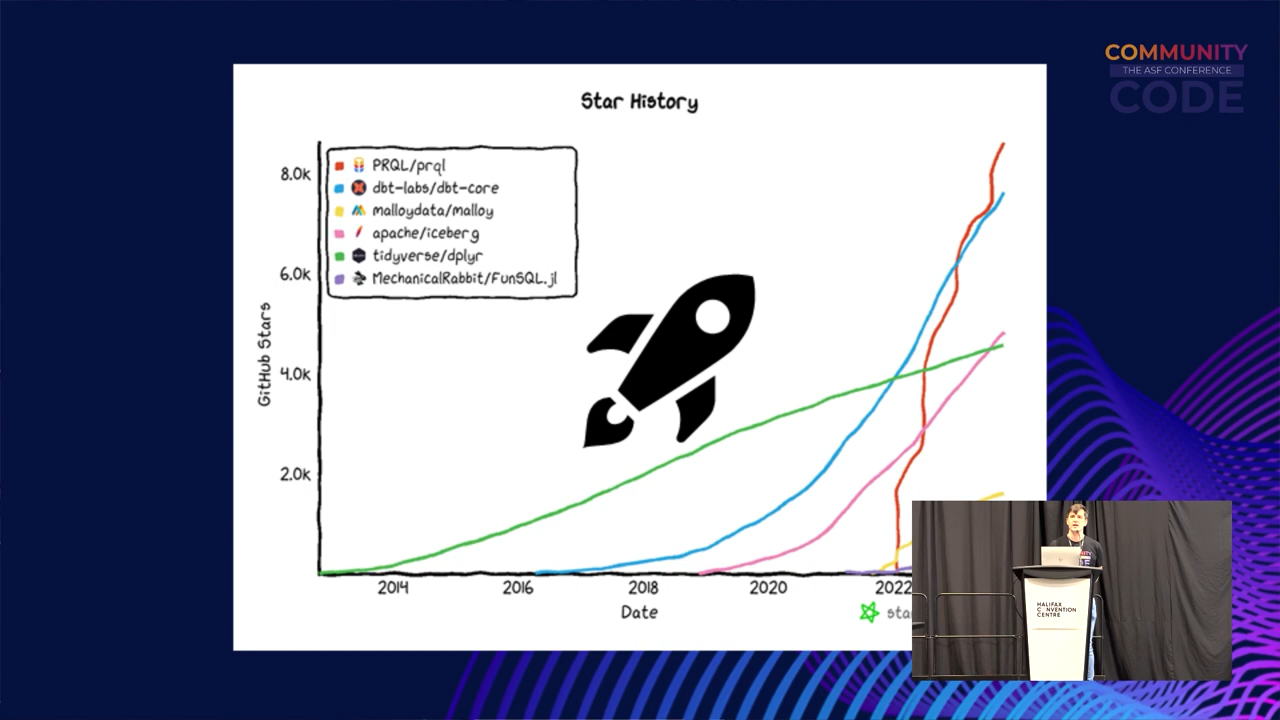 COMMUNITY
THE ASF CONFERENCE
CODE
Star History
PRQL/prql
dbt-labs/dbt-core
malloydata/malloy
apache/iceberg
tidyverse/dplyr
MechanicalRabbit/FunSQL.jl
GitHub Stars
8.0k
6.0k
4.0k
2.0k
2014
2016
2018
2020
2022
Date
HALIFAX
CONVENTION
CENTRE